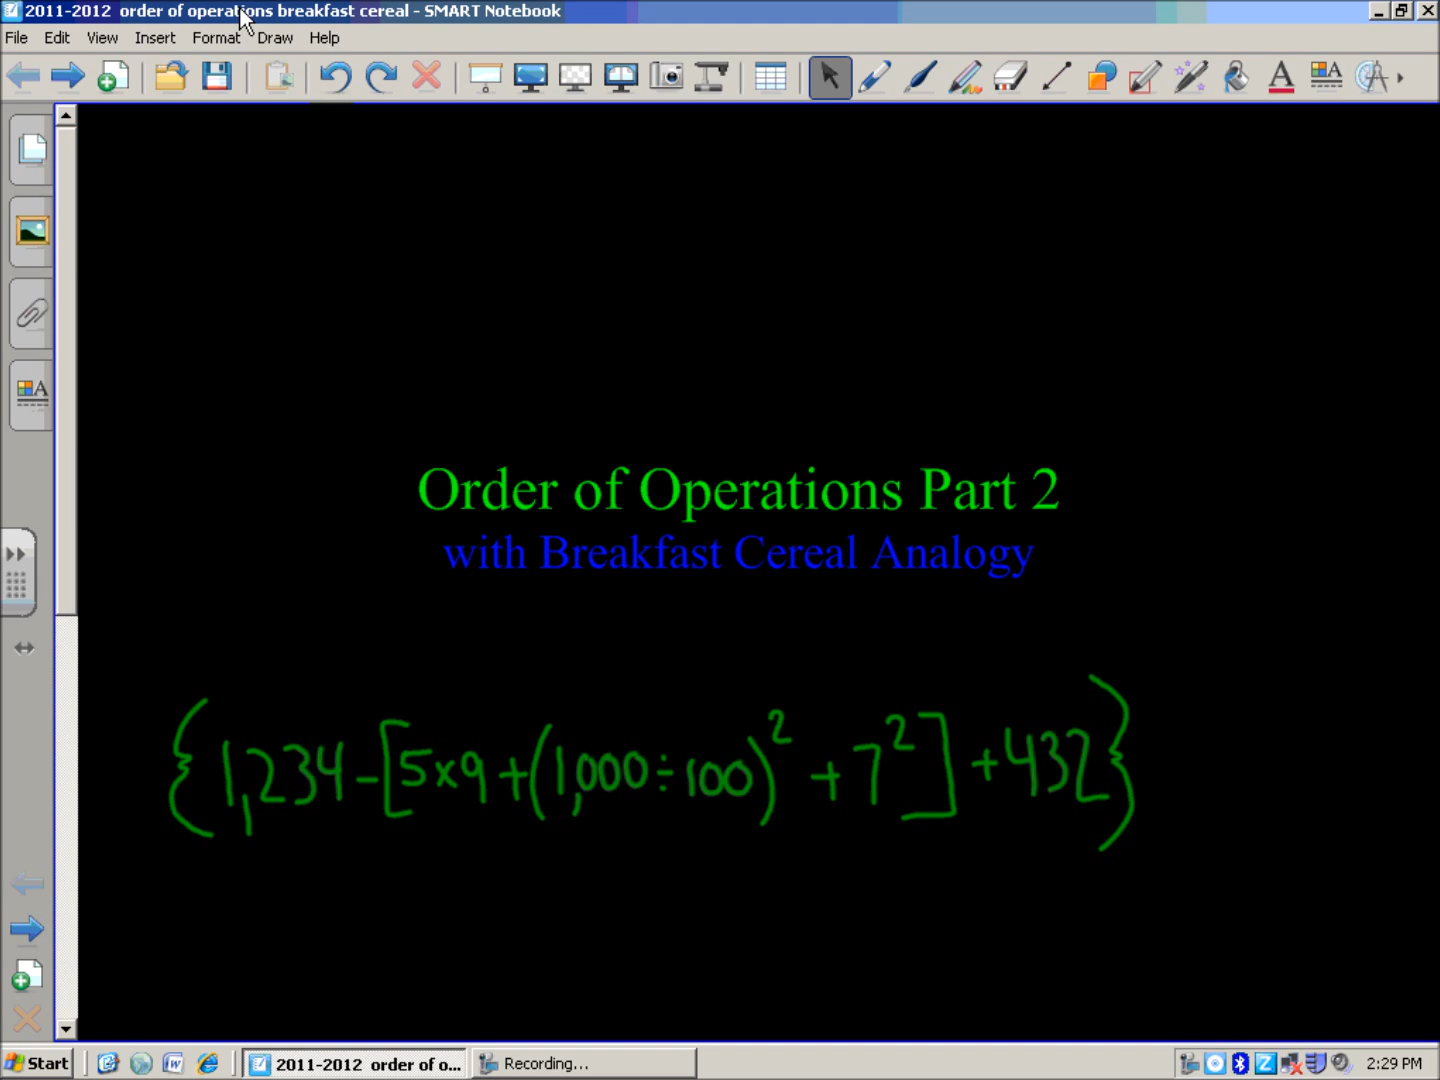 2011-2012 order of operations breakfast cereal - SMART Notebook
File Edit View Insert Format Draw Help
Order of Operations Part 2
with Breakfast Cereal Analogy
{1,234-[5x9+(1,000÷100)²+7²]+432}
Start
2011-2012 order of o...
Recording...
2:29 PM